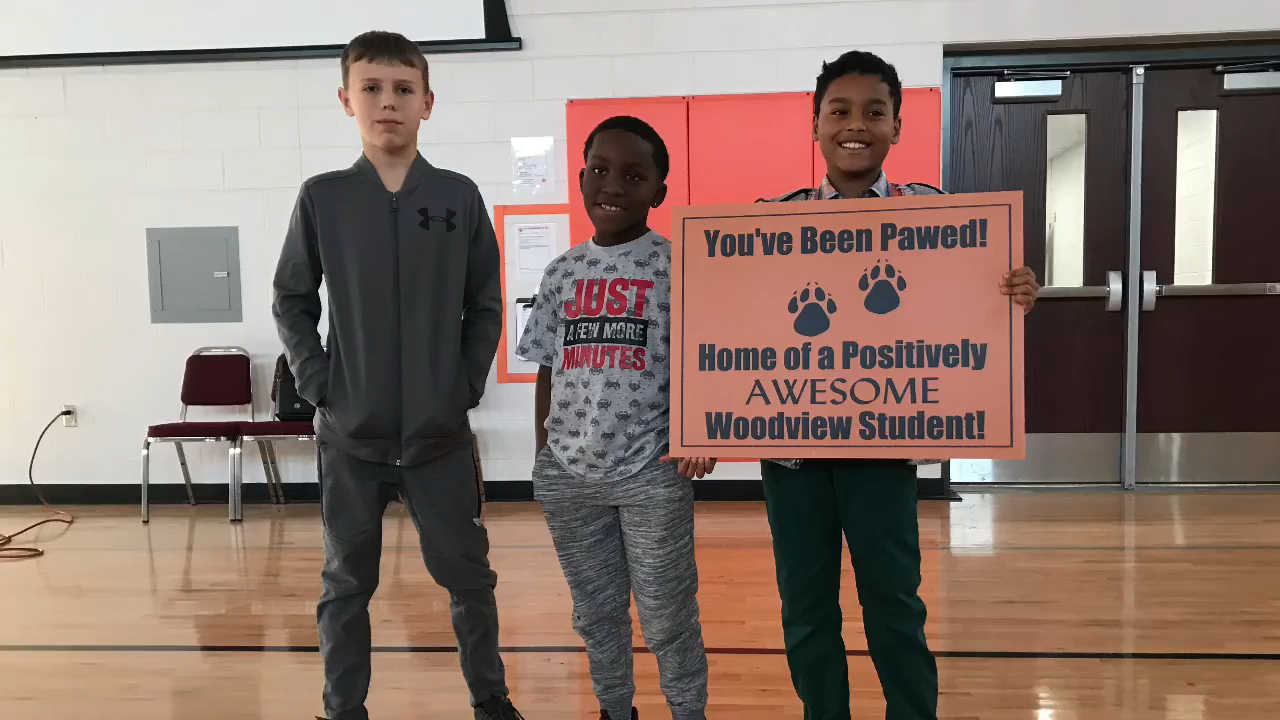 JUST
A FEW MORE
MINUTES
You've Been Pawed!
Home of a Positively
AWESOME
Woodview Student!